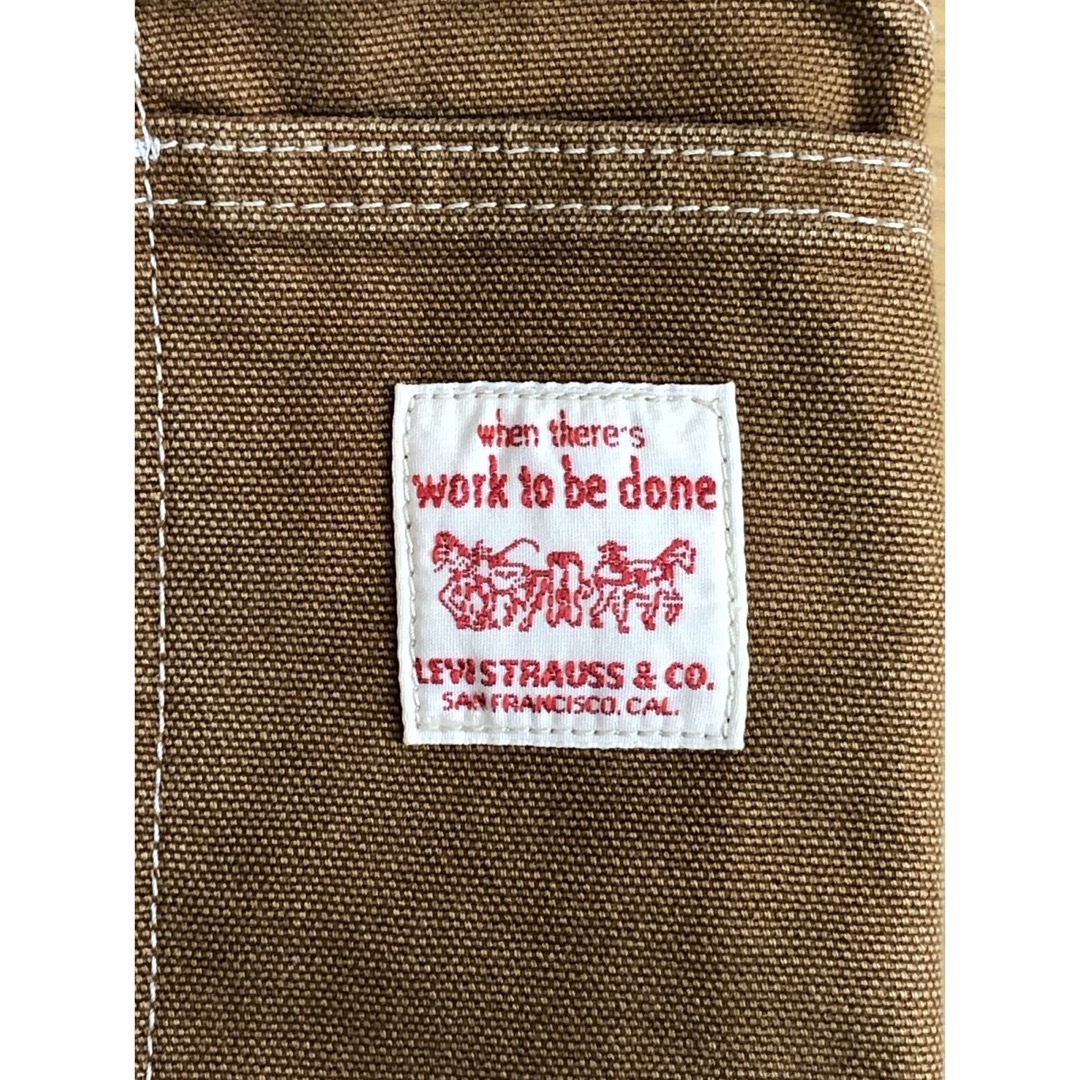 when there's
work to be done
LEVI STRAUSS & CO.
SAN FRANCISCO, CAL.